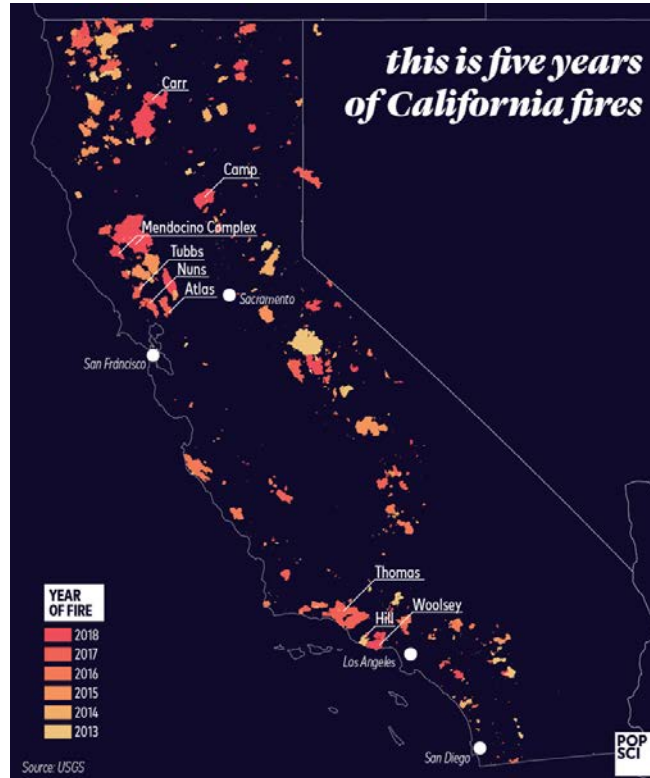 this is five years
of California fires
Carr
Camp
Mendocino Complex
Tubbs
Nuns
Atlas
Sacramento
San Francisco
Thomas
Hill
Woolsey
Los Angeles
San Diego
YEAR
OF FIRE
2018
2017
2016
2015
2014
2013
Source: USGS
POP
SCI